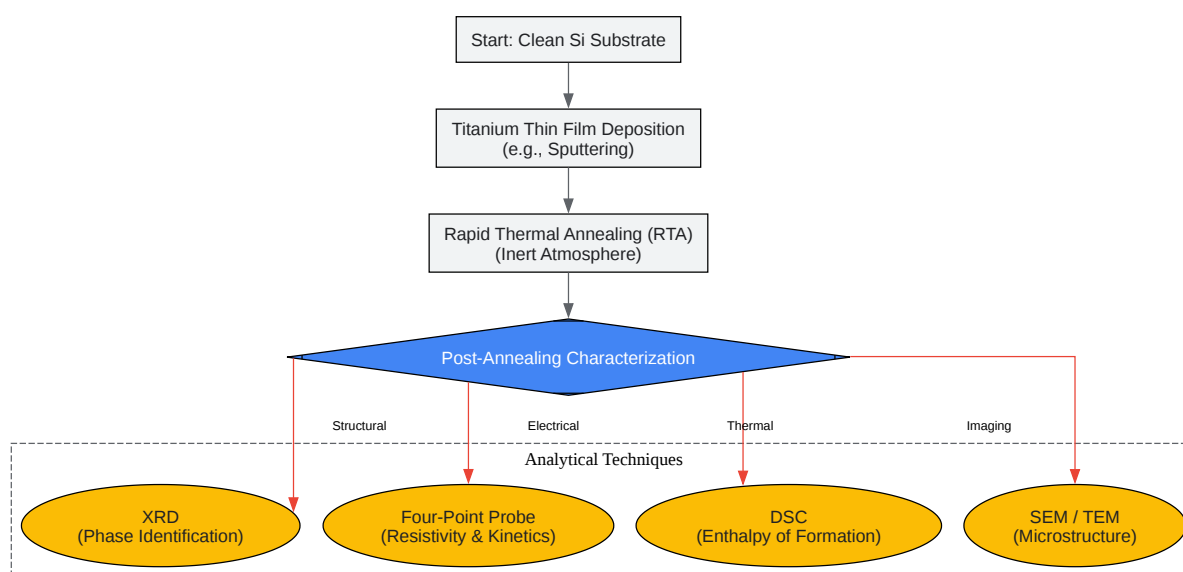 Start: Clean Si Substrate
Titanium Thin Film Deposition
(e.g., Sputtering)
Rapid Thermal Annealing (RTA)
(Inert Atmosphere)
Post-Annealing Characterization
Structural
Electrical
Thermal
Imaging
Analytical Techniques
XRD
(Phase Identification)
Four-Point Probe
(Resistivity & Kinetics)
DSC
(Enthalpy of Formation)
SEM / TEM
(Microstructure)